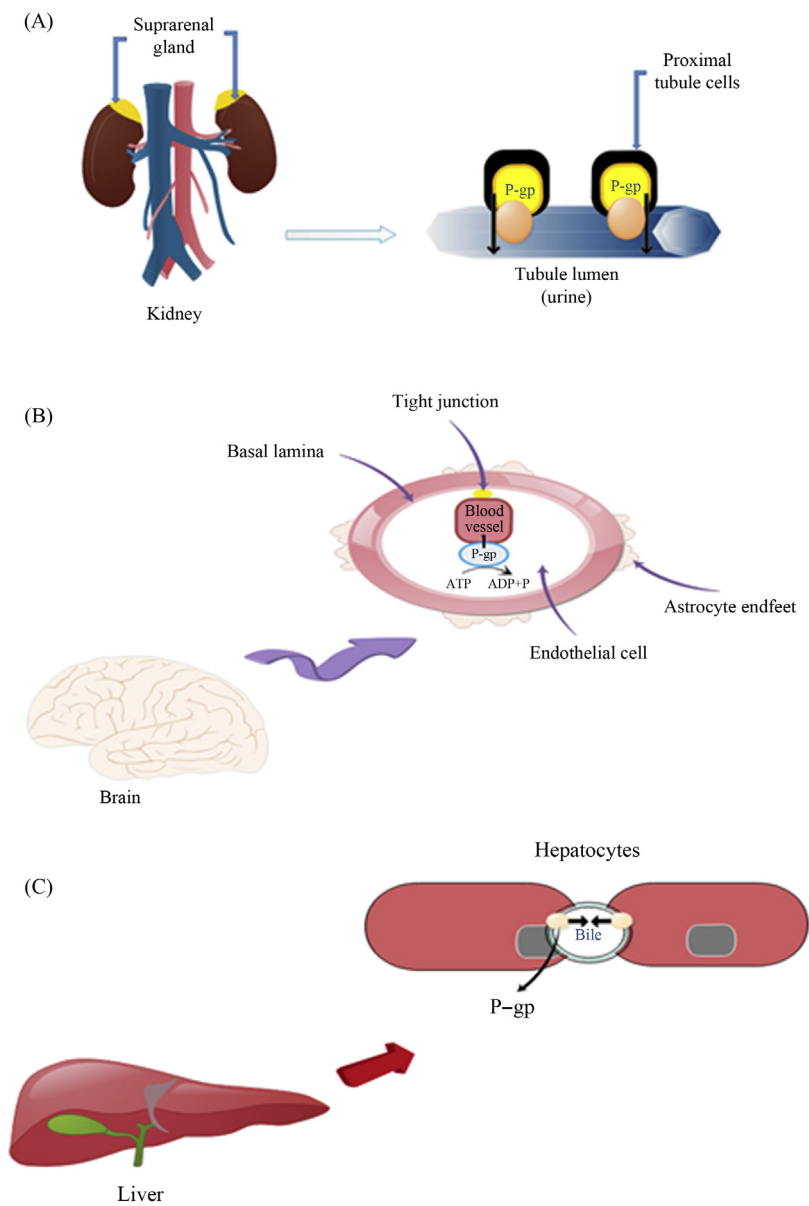 (A)
Suprarenal
gland
Proximal
tubule cells
P-gp
P-gp
Tubule lumen
(urine)
Kidney
(B)
Tight junction
Basal lamina
Blood
vessel
P-gp
ATP ADP+P
Astrocyte endfeet
Endothelial cell
Brain
Hepatocytes
(C)
Bile
P-gp
Liver